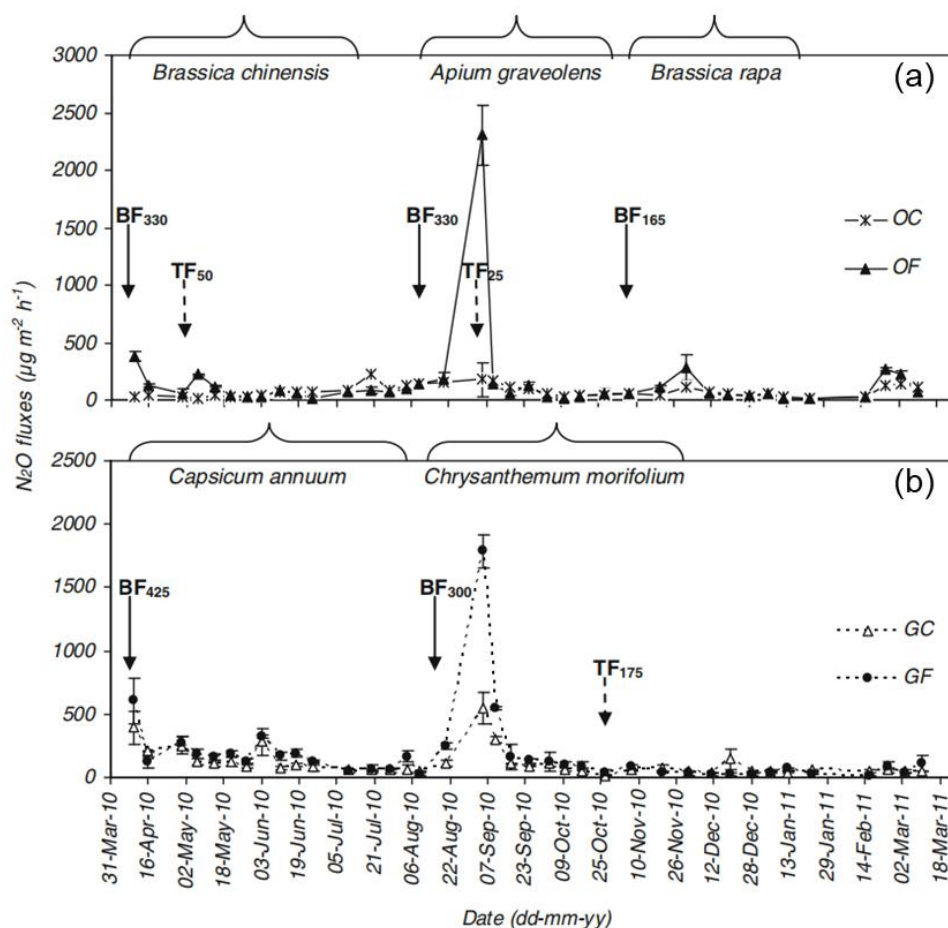 Brassica chinensis Apium graveolens Brassica rapa (a)
3000
2500
2000
1500
1000
500
0
BF330 BF330 BF165
TF50 TF25
OC
OF
N2O fluxes (µg m-2 h-1)
Capsicum annuum Chrysanthemum morifolium (b)
2500
2000
1500
1000
500
0
BF425 BF300
TF175
GC
GF
31-Mar-10
16-Apr-10
02-May-10
18-May-10
03-Jun-10
19-Jun-10
05-Jul-10
21-Jul-10
06-Aug-10
22-Aug-10
07-Sep-10
23-Sep-10
09-Oct-10
25-Oct-10
10-Nov-10
26-Nov-10
12-Dec-10
28-Dec-10
13-Jan-11
29-Jan-11
14-Feb-11
02-Mar-11
18-Mar-11
Date (dd-mm-yy)